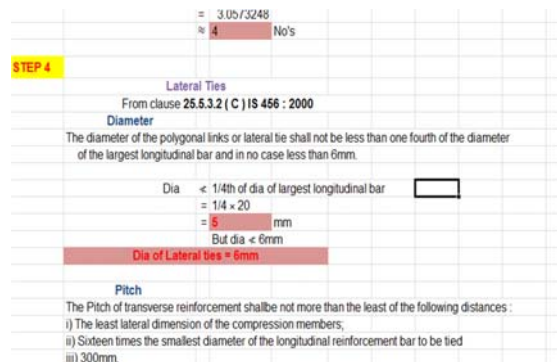 = 3.0573248
≈ 4 No's
STEP 4
Lateral Ties
From clause 25.5.3.2 ( C ) IS 456 : 2000
Diameter
The diameter of the polygonal links or lateral tie shall not be less than one fourth of the diameter
of the largest longitudinal bar and in no case less than 6mm.
Dia ≮ 1/4th of dia of largest longitudinal bar
= 1/4 × 20
= 5 mm
But dia ≮ 6mm
Dia of Lateral ties = 6mm
Pitch
The Pitch of transverse reinforcement shallbe not more than the least of the following distances :
i) The least lateral dimension of the compression members;
ii) Sixteen times the smallest diameter of the longitudinal reinforcement bar to be tied
iii) 300mm.